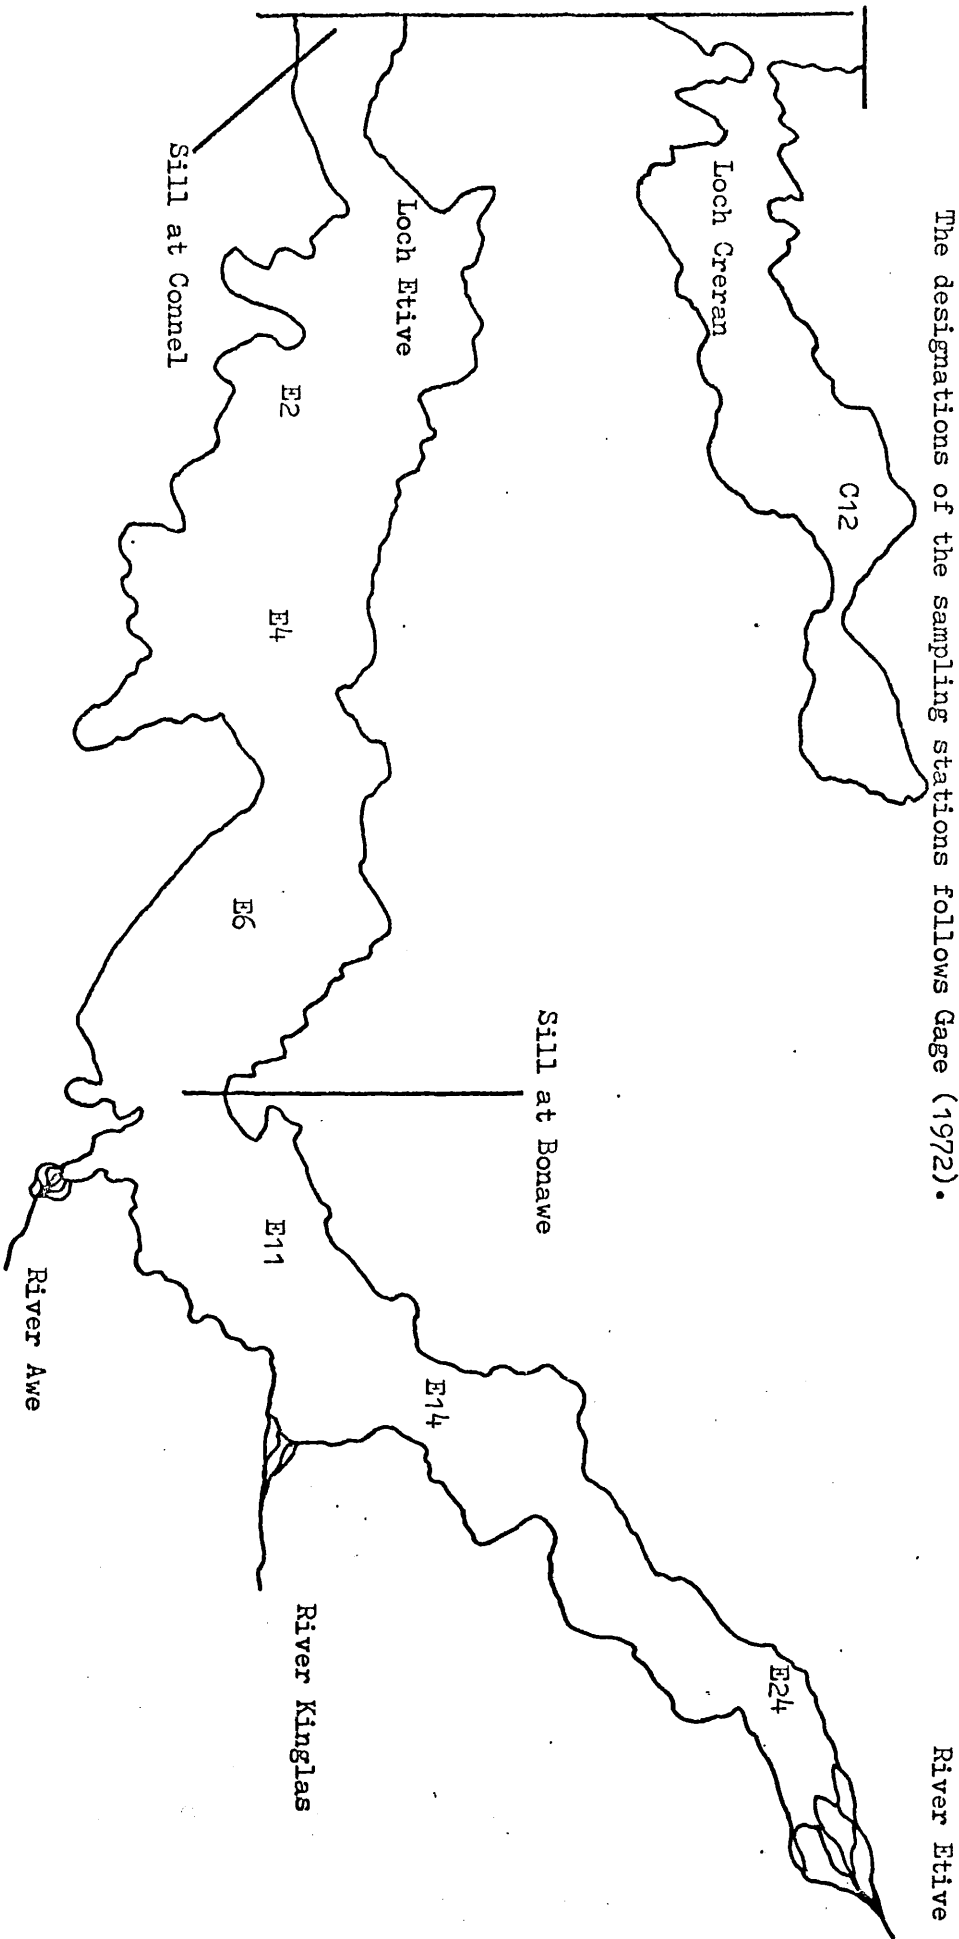 The designations of the sampling stations follows Gage (1972).
River Etive
Loch Creran
C12
E24
Sill at Bonawe
E14
Loch Etive
E2
E4
E6
E11
River Kinglas
Sill at Connel
River Awe